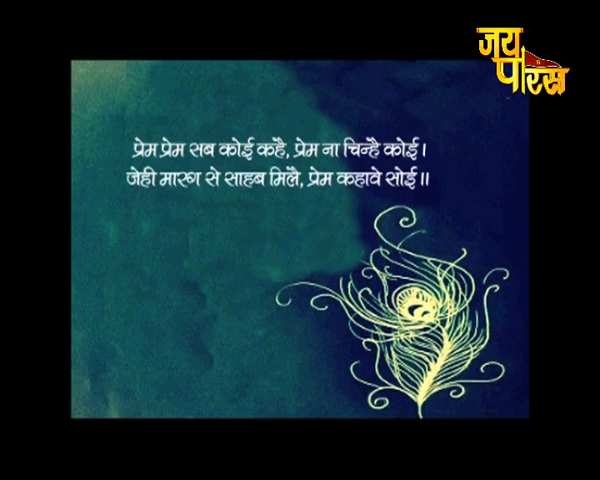 जय
पारस
प्रेम प्रेम सब कोई कहै, प्रेम ना चिन्है कोई।
जेही मारग से साहब मिलै, प्रेम कहावे सोई॥